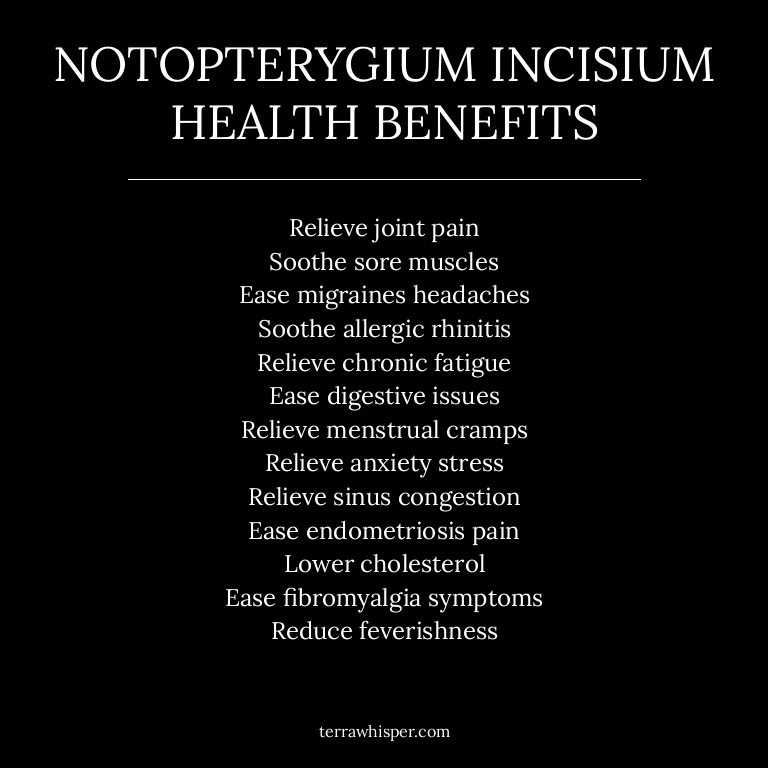 NOTOPTERYGIUM INCISIUM
HEALTH BENEFITS
Relieve joint pain
Soothe sore muscles
Ease migraines headaches
Soothe allergic rhinitis
Relieve chronic fatigue
Ease digestive issues
Relieve menstrual cramps
Relieve anxiety stress
Relieve sinus congestion
Ease endometriosis pain
Lower cholesterol
Ease fibromyalgia symptoms
Reduce feverishness
terrawhisper.com